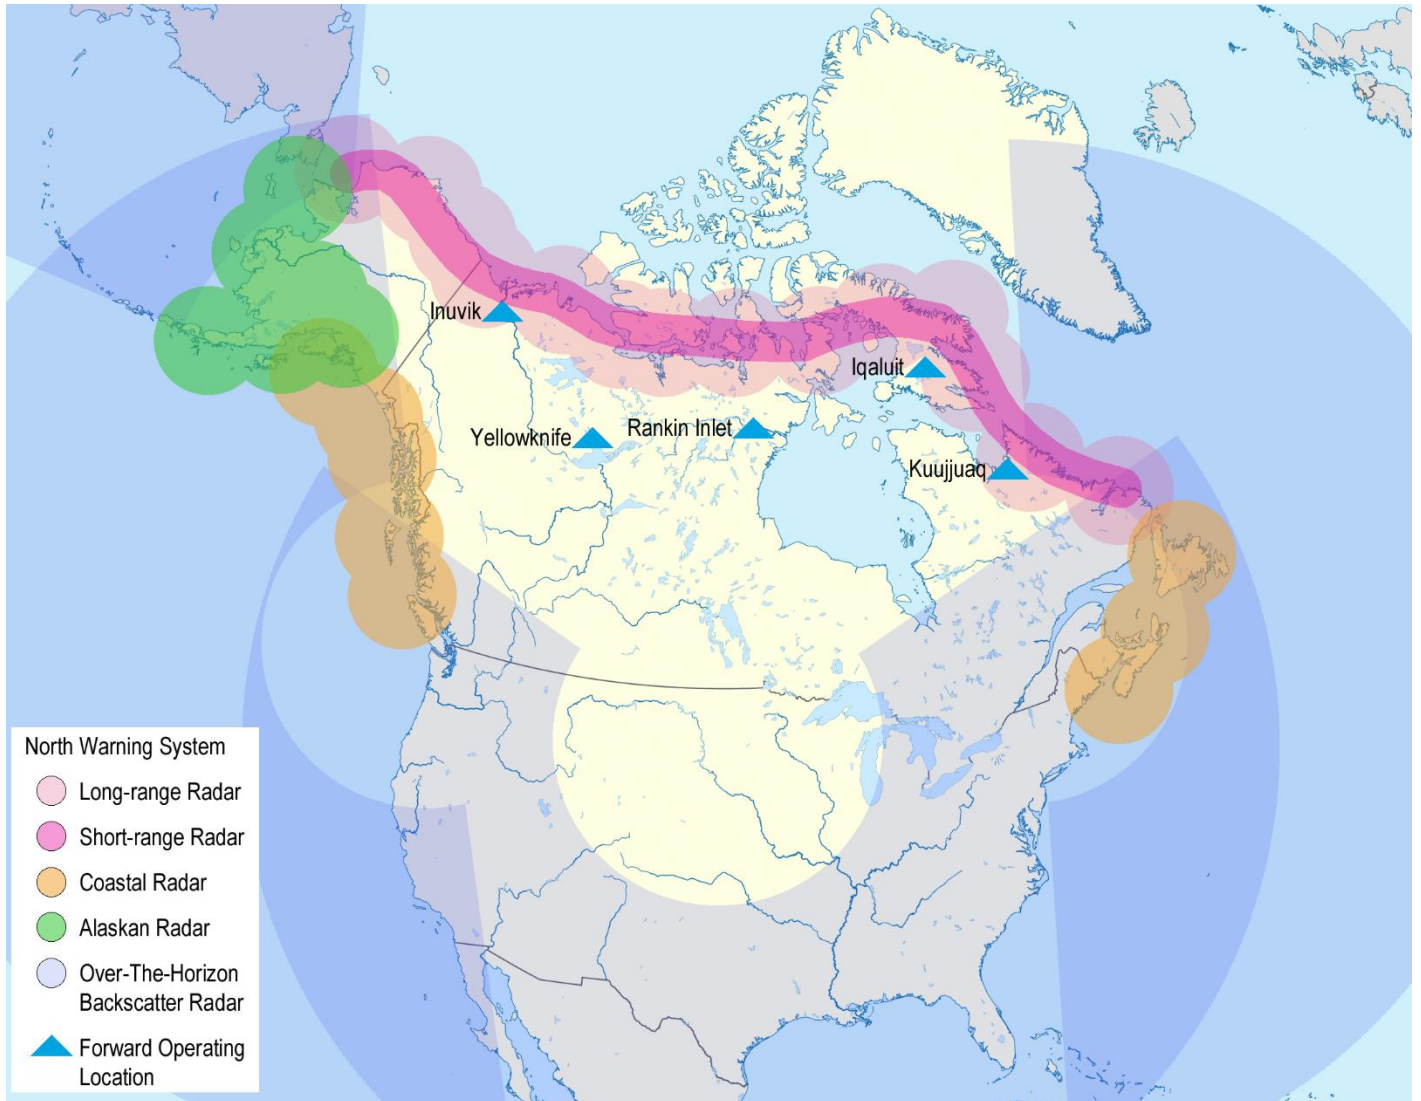 Inuvik
Iqaluit
Yellowknife
Rankin Inlet
Kuujjuaq
North Warning System
Long-range Radar
Short-range Radar
Coastal Radar
Alaskan Radar
Over-The-Horizon
Backscatter Radar
Forward Operating
Location